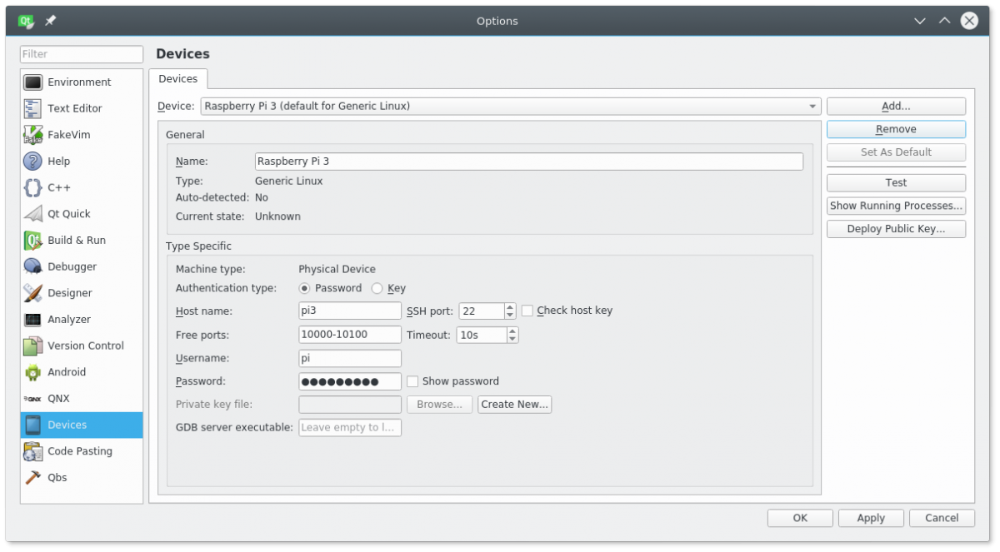 Qt
Options
Filter
Devices
Environment
Text Editor
FakeVim
Help
C++
Qt Quick
Build & Run
Debugger
Designer
Analyzer
Version Control
Android
QNX
Devices
Code Pasting
Qbs
Devices
Device: Raspberry Pi 3 (default for Generic Linux)
General
Name: Raspberry Pi 3
Type: Generic Linux
Auto-detected: No
Current state: Unknown
Type Specific
Machine type: Physical Device
Authentication type: Password Key
Host name: pi3 SSH port: 22 Check host key
Free ports: 10000-10100 Timeout: 10s
Username: pi
Password: ●●●●●●●●● Show password
Private key file: Browse... Create New...
GDB server executable: Leave empty to l...
Add...
Remove
Set As Default
Test
Show Running Processes...
Deploy Public Key...
OK Apply Cancel